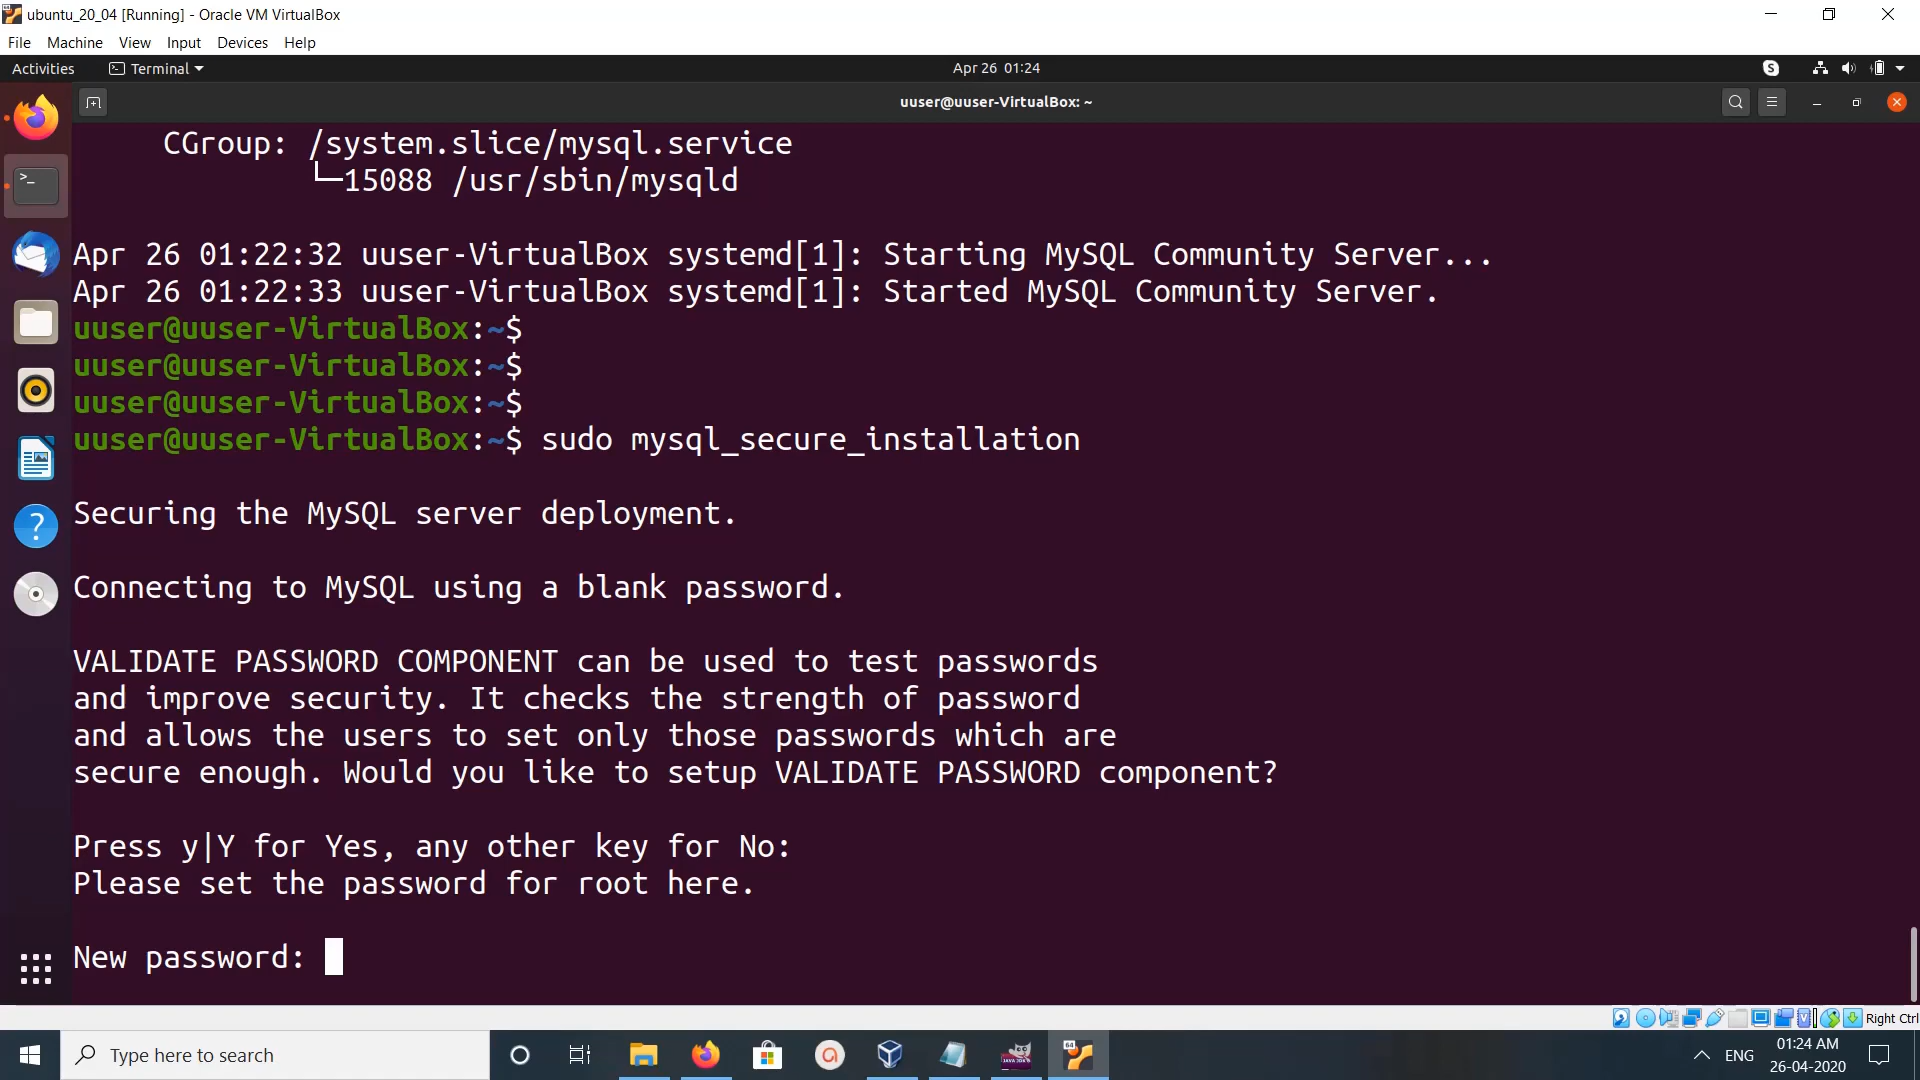 ubuntu_20_04 [Running] - Oracle VM VirtualBox
File Machine View Input Devices Help
Activities Terminal Apr 26 01:24
uuser@uuser-VirtualBox: ~
CGroup: /system.slice/mysql.service
└─15088 /usr/sbin/mysqld
Apr 26 01:22:32 uuser-VirtualBox systemd[1]: Starting MySQL Community Server...
Apr 26 01:22:33 uuser-VirtualBox systemd[1]: Started MySQL Community Server.
uuser@uuser-VirtualBox:~$
uuser@uuser-VirtualBox:~$
uuser@uuser-VirtualBox:~$
uuser@uuser-VirtualBox:~$ sudo mysql_secure_installation
Securing the MySQL server deployment.
Connecting to MySQL using a blank password.
VALIDATE PASSWORD COMPONENT can be used to test passwords
and improve security. It checks the strength of password
and allows the users to set only those passwords which are
secure enough. Would you like to setup VALIDATE PASSWORD component?
Press y|Y for Yes, any other key for No:
Please set the password for root here.
New password:
Right Ctrl
Type here to search
ENG
01:24 AM
26-04-2020